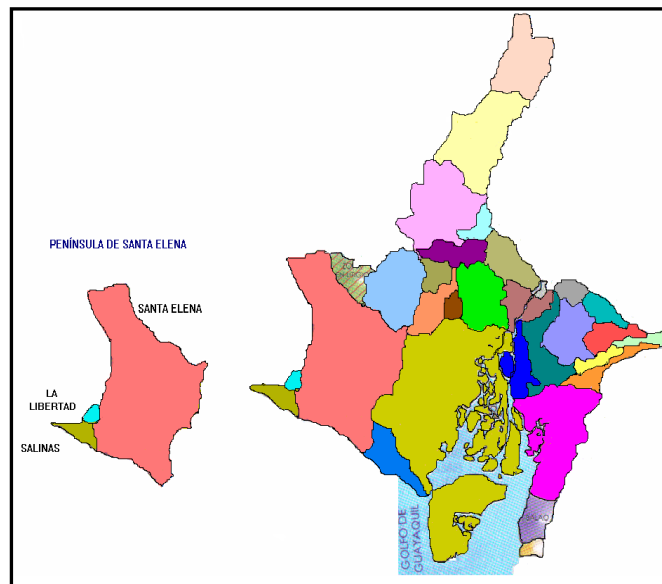 PENÍNSULA DE SANTA ELENA
SANTA ELENA
LA
LIBERTAD
SALINAS
GOLFO DE
GUAYAQUIL